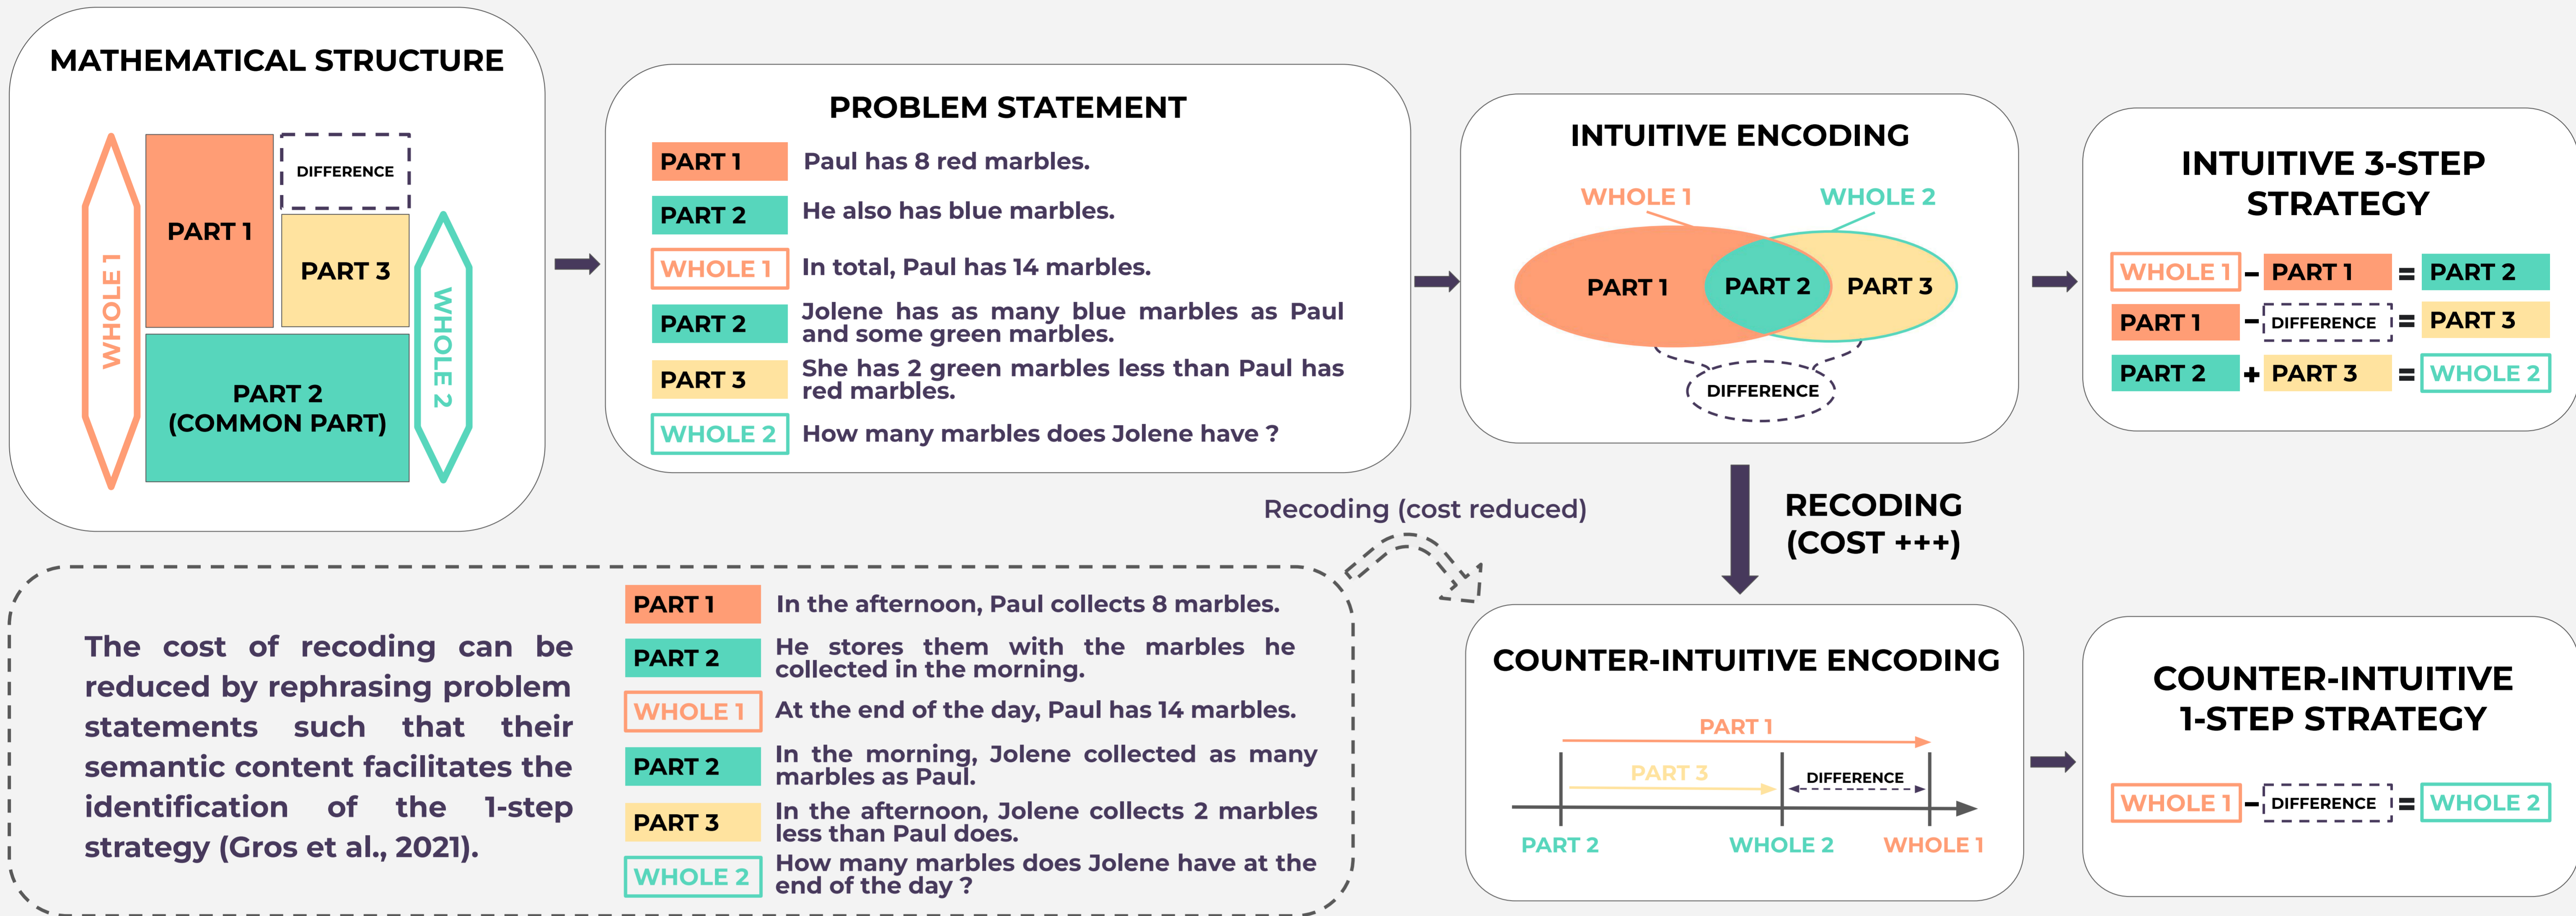 MATHEMATICAL STRUCTURE
WHOLE 1
PART 1
DIFFERENCE
PART 3
WHOLE 2
PART 2
(COMMON PART)
PROBLEM STATEMENT
PART 1 Paul has 8 red marbles.
PART 2 He also has blue marbles.
WHOLE 1 In total, Paul has 14 marbles.
PART 2 Jolene has as many blue marbles as Paul
and some green marbles.
PART 3 She has 2 green marbles less than Paul has
red marbles.
WHOLE 2 How many marbles does Jolene have ?
INTUITIVE ENCODING
WHOLE 1 WHOLE 2
PART 1 PART 2 PART 3
DIFFERENCE
INTUITIVE 3-STEP
STRATEGY
WHOLE 1 - PART 1 = PART 2
PART 1 - DIFFERENCE = PART 3
PART 2 + PART 3 = WHOLE 2
Recoding (cost reduced)
RECODING
(COST +++)
The cost of recoding can be
reduced by rephrasing problem
statements such that their
semantic content facilitates the
identification of the 1-step
strategy (Gros et al., 2021).
PART 1 In the afternoon, Paul collects 8 marbles.
PART 2 He stores them with the marbles he
collected in the morning.
WHOLE 1 At the end of the day, Paul has 14 marbles.
PART 2 In the morning, Jolene collected as many
marbles as Paul.
PART 3 In the afternoon, Jolene collects 2 marbles
less than Paul does.
WHOLE 2 How many marbles does Jolene have at the
end of the day ?
COUNTER-INTUITIVE ENCODING
PART 1
PART 3 DIFFERENCE
PART 2 WHOLE 2 WHOLE 1
COUNTER-INTUITIVE
1-STEP STRATEGY
WHOLE 1 - DIFFERENCE = WHOLE 2